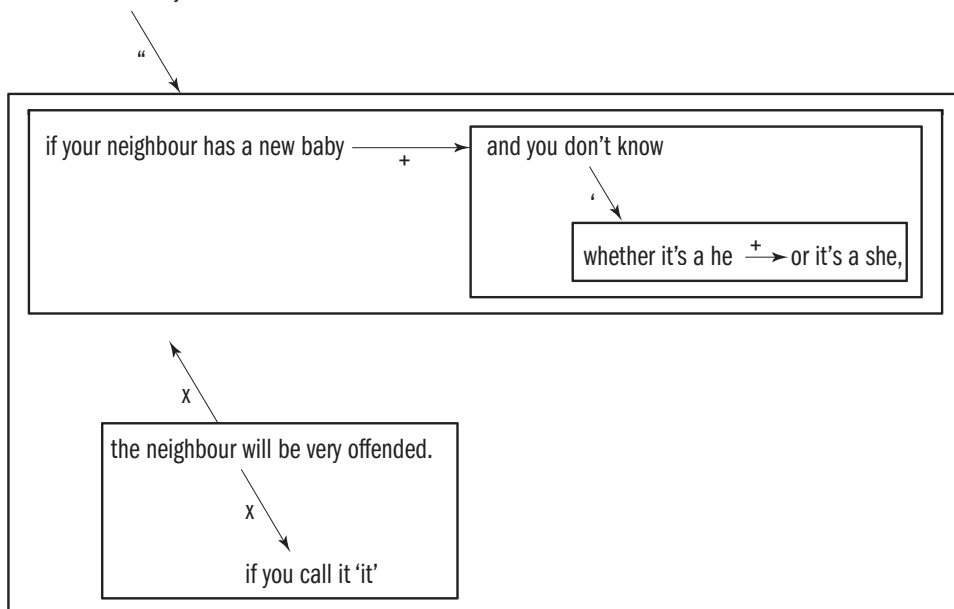 “
if your neighbour has a new baby + and you don’t know
‘
whether it’s a he + or it’s a she,
x
the neighbour will be very offended.
x
if you call it ‘it’